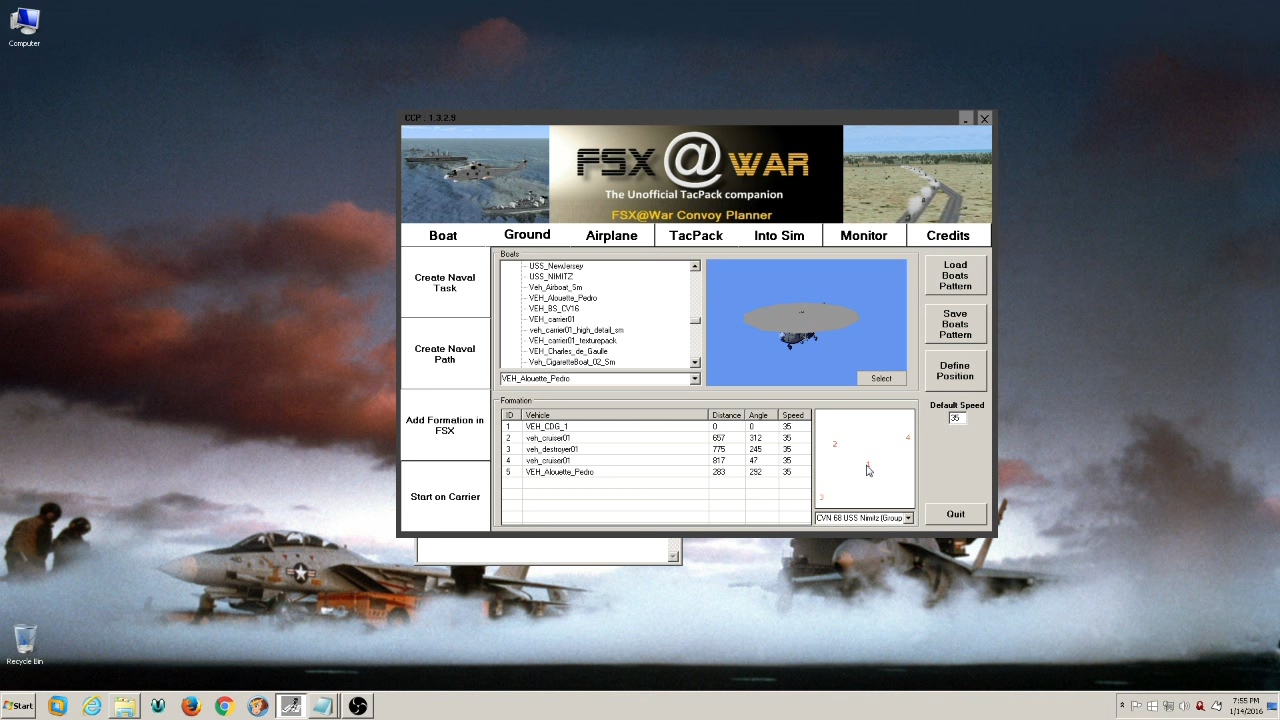 Computer
CCP : 1.3.2.9
FSX @ WAR
The Unofficial TacPack companion
FSX@War Convoy Planner
Boat
Ground
Airplane
TacPack
Into Sim
Monitor
Credits
Create Naval Task
Create Naval Path
Add Formation in FSX
Start on Carrier
Boats
USS_NewJersey
USS_NIMITZ
Veh_Airboat_Sm
VEH_Alouette_Pedro
VEH_BS_CV16
VEH_carrier01
veh_carrier01_high_detail_sm
VEH_carrier01_texturepack
VEH_Charles_de_Gaulle
Veh_CigaretteBoat_02_Sm
VEH_Alouette_Pedro
Select
Load Boats Pattern
Save Boats Pattern
Define Position
Default Speed
35
Quit
Formation
ID Vehicle Distance Angle Speed
1 VEH_CDG_1 0 0 35
2 veh_cruiser01 657 312 35
3 veh_destroyer01 775 245 35
4 veh_cruiser01 817 47 35
5 VEH_Alouette_Pedro 283 292 35
2
4
3
CVN 68 USS Nimitz (Group
Recycle Bin
Start
7:55 PM
1/14/2016